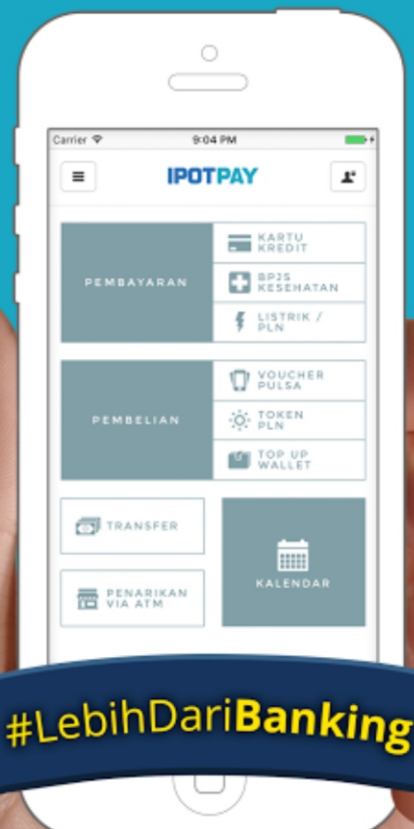 Carrier
9:04 PM
IPOTPAY
PEMBAYARAN
KARTU
KREDIT
BPJS
KESEHATAN
LISTRIK /
PLN
PEMBELIAN
VOUCHER
PULSA
TOKEN
PLN
TOP UP
WALLET
TRANSFER
PENARIKAN
VIA ATM
KALENDAR
#LebihDariBanking